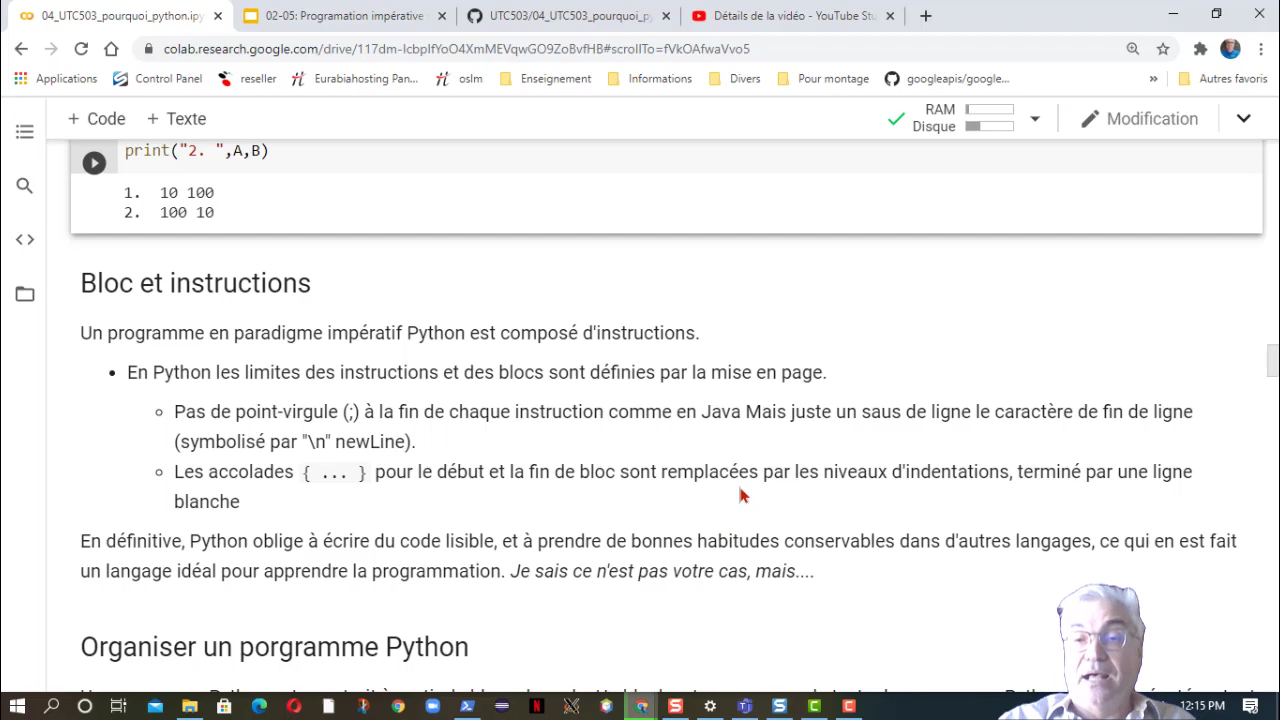 04_UTC503_pourquoi_python.ipy
02-05: Programation impérative
UTC503/04_UTC503_pourquoi_p
Détails de la vidéo - YouTube St
colab.research.google.com/drive/117dm-IcbpIfYoO4XmMEVqwGO9ZoBvfHB#scrollTo=fVkOAfwaVvo5
Applications Control Panel reseller Eurabiahosting Pan... oslm Enseignement Informations Divers Pour montage googleapis/google... » Autres favoris
+ Code + Texte RAM Disque Modification
print("2. ",A,B)
1. 10 100
2. 100 10
Bloc et instructions
Un programme en paradigme impératif Python est composé d'instructions.
• En Python les limites des instructions et des blocs sont définies par la mise en page.
◦ Pas de point-virgule (;) à la fin de chaque instruction comme en Java Mais juste un saus de ligne le caractère de fin de ligne
(symbolisé par "\n" newLine).
◦ Les accolades { ... } pour le début et la fin de bloc sont remplacées par les niveaux d'indentations, terminé par une ligne
blanche
En définitive, Python oblige à écrire du code lisible, et à prendre de bonnes habitudes conservables dans d'autres langages, ce qui en est fait
un langage idéal pour apprendre la programmation. Je sais ce n'est pas votre cas, mais....
Organiser un porgramme Python
12:15 PM